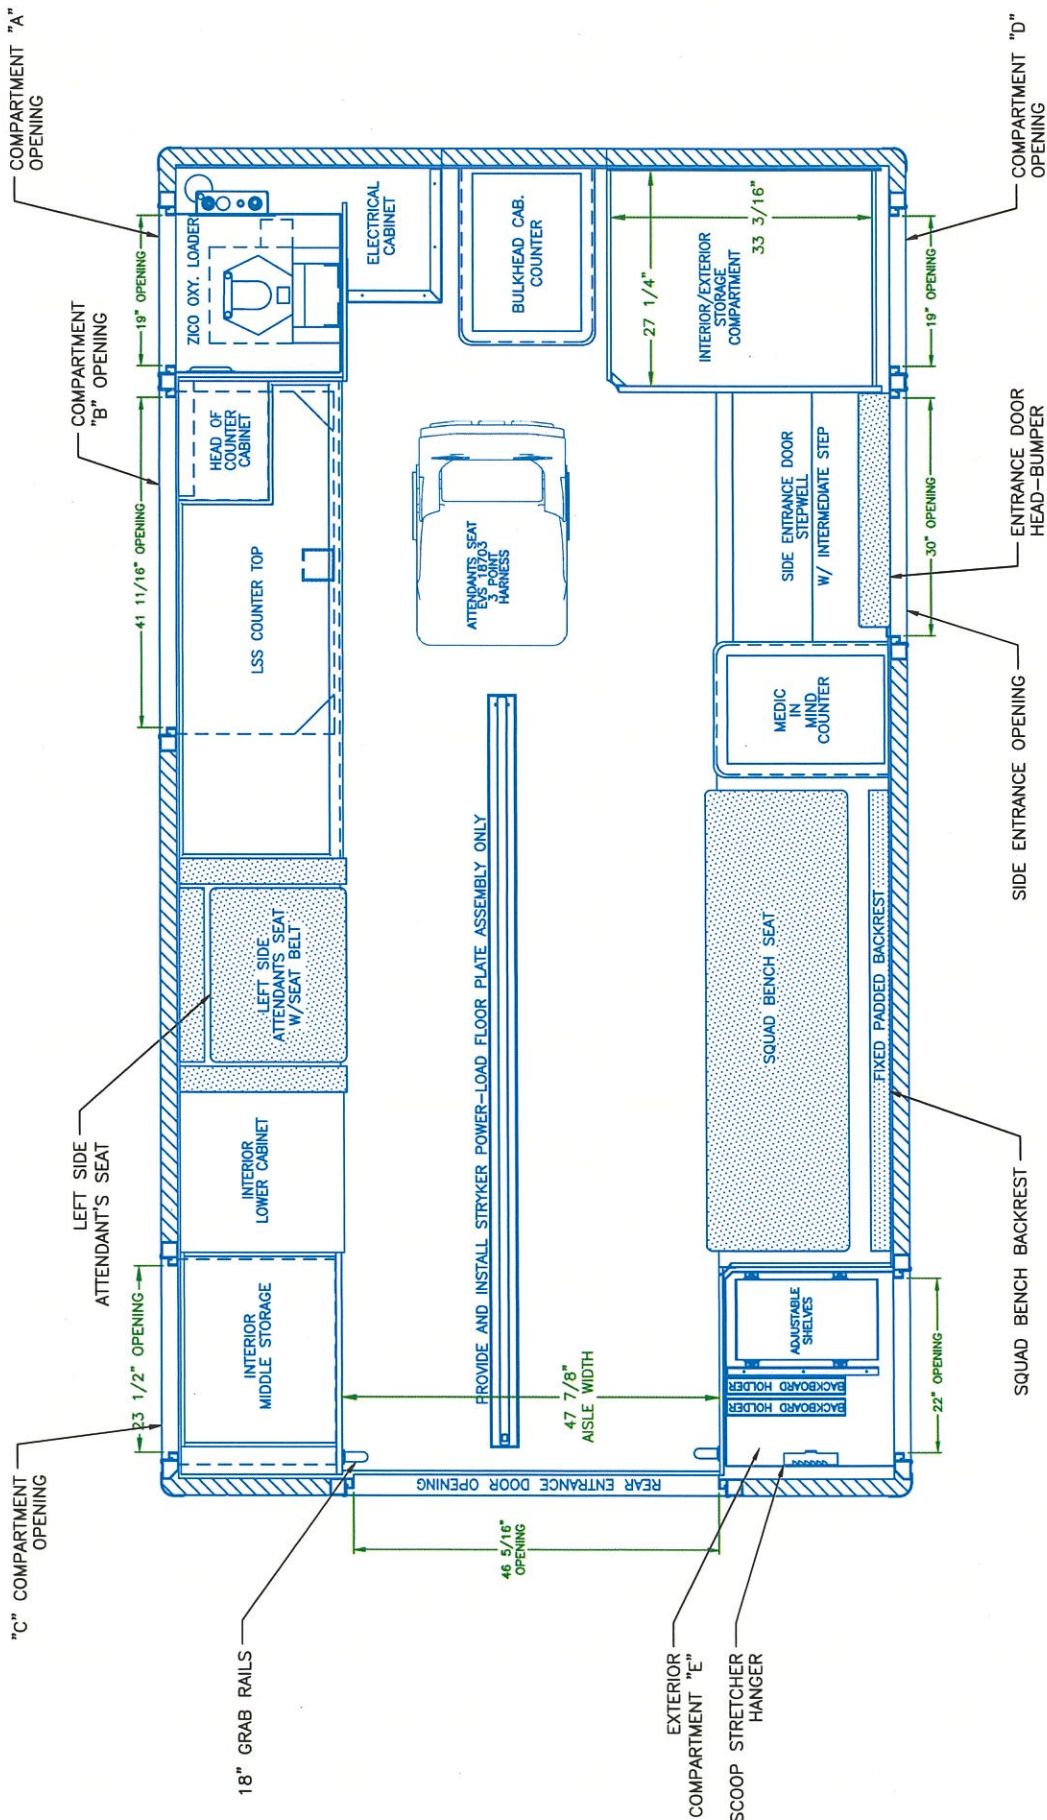 COMPARTMENT "A"
OPENING
COMPARTMENT
"B" OPENING
LEFT SIDE
ATTENDANT'S SEAT
"C" COMPARTMENT
OPENING
19" OPENING
41 11/16" OPENING
23 1/2" OPENING
ZICO OXY. LOADER
ELECTRICAL
CABINET
HEAD OF
COUNTER
CABINET
LSS COUNTER TOP
LEFT SIDE
ATTENDANTS SEAT
W/SEAT BELT
INTERIOR
LOWER CABINET
INTERIOR
MIDDLE STORAGE
BULKHEAD CAB.
COUNTER
ATTENDANTS SEAT
EVS 18703
3 POINT
HARNESS
PROVIDE AND INSTALL STRYKER POWER-LOAD FLOOR PLATE ASSEMBLY ONLY
47 7/8"
AISLE WIDTH
REAR ENTRANCE DOOR OPENING
46 5/16"
OPENING
18" GRAB RAILS
27 1/4"
33 3/16"
INTERIOR/EXTERIOR
STORAGE
COMPARTMENT
SIDE ENTRANCE DOOR
STEPWELL
W/ INTERMEDIATE STEP
MEDIC
IN
MIND
COUNTER
SQUAD BENCH SEAT
FIXED PADDED BACKREST
ADJUSTABLE
SHELVES
BACKBOARD HOLDER
BACKBOARD HOLDER
19" OPENING
30" OPENING
22" OPENING
COMPARTMENT "D"
OPENING
ENTRANCE DOOR
HEAD-BUMPER
SIDE ENTRANCE OPENING
SQUAD BENCH BACKREST
EXTERIOR
COMPARTMENT "E"
SCOOP STRETCHER
HANGER